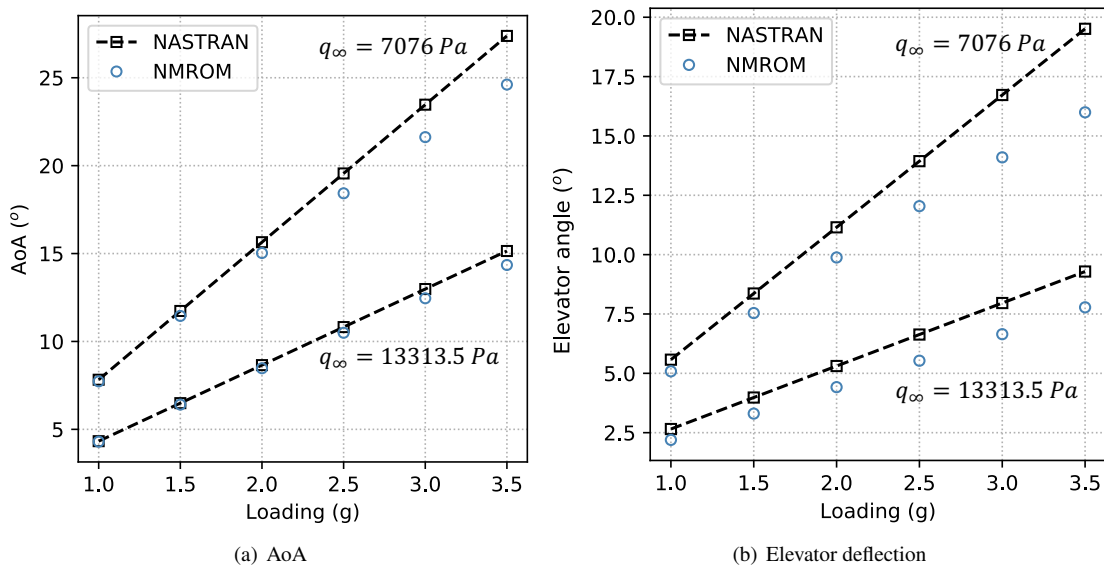 NASTRAN
NMROM
q∞ = 7076 Pa
q∞ = 13313.5 Pa
25
20
15
10
5
AoA (°)
1.0 1.5 2.0 2.5 3.0 3.5
Loading (g)
(a) AoA
NASTRAN
NMROM
q∞ = 7076 Pa
q∞ = 13313.5 Pa
20.0
17.5
15.0
12.5
10.0
7.5
5.0
2.5
Elevator angle (°)
1.0 1.5 2.0 2.5 3.0 3.5
Loading (g)
(b) Elevator deflection